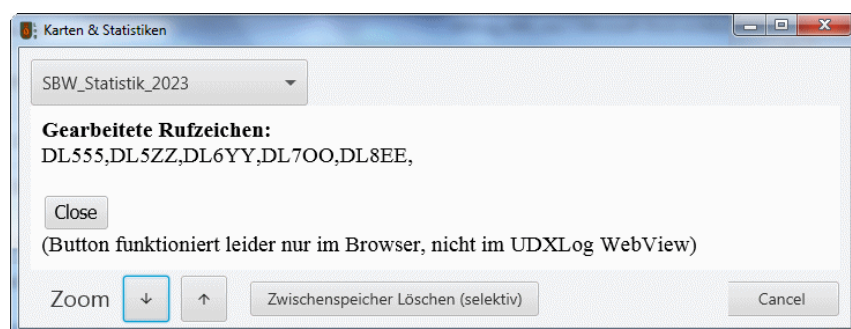 Karten & Statistiken
SBW_Statistik_2023
Gearbeitete Rufzeichen:
DL555,DL5ZZ,DL6YY,DL7OO,DL8EE,
Close
(Button funktioniert leider nur im Browser, nicht im UDXLog WebView)
Zoom ↓ ↑ Zwischenspeicher Löschen (selektiv) Cancel